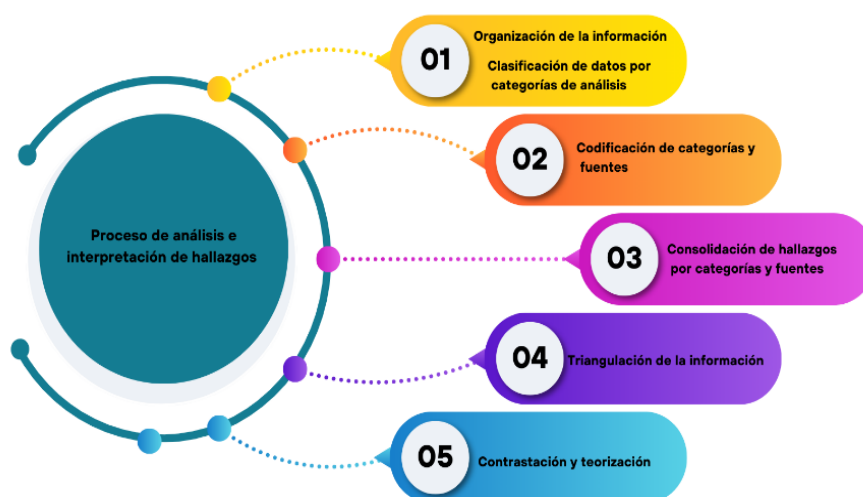 Proceso de análisis e
interpretación de hallazgos
01
Organización de la información
Clasificación de datos por
categorías de análisis
02
Codificación de categorías y
fuentes
03
Consolidación de hallazgos
por categorías y fuentes
04
Triangulación de la información
05
Contrastación y teorización